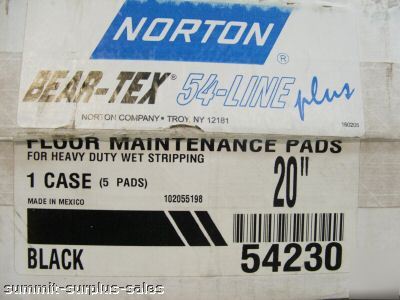 NORTON
®
BEAR-TEX® 54-LINE plus
NORTON COMPANY • TROY, NY 12181
160205
FLOOR MAINTENANCE PADS
FOR HEAVY DUTY WET STRIPPING
1 CASE (5 PADS)
20"
MADE IN MEXICO
102055198
BLACK
54230
summit-surplus-sales